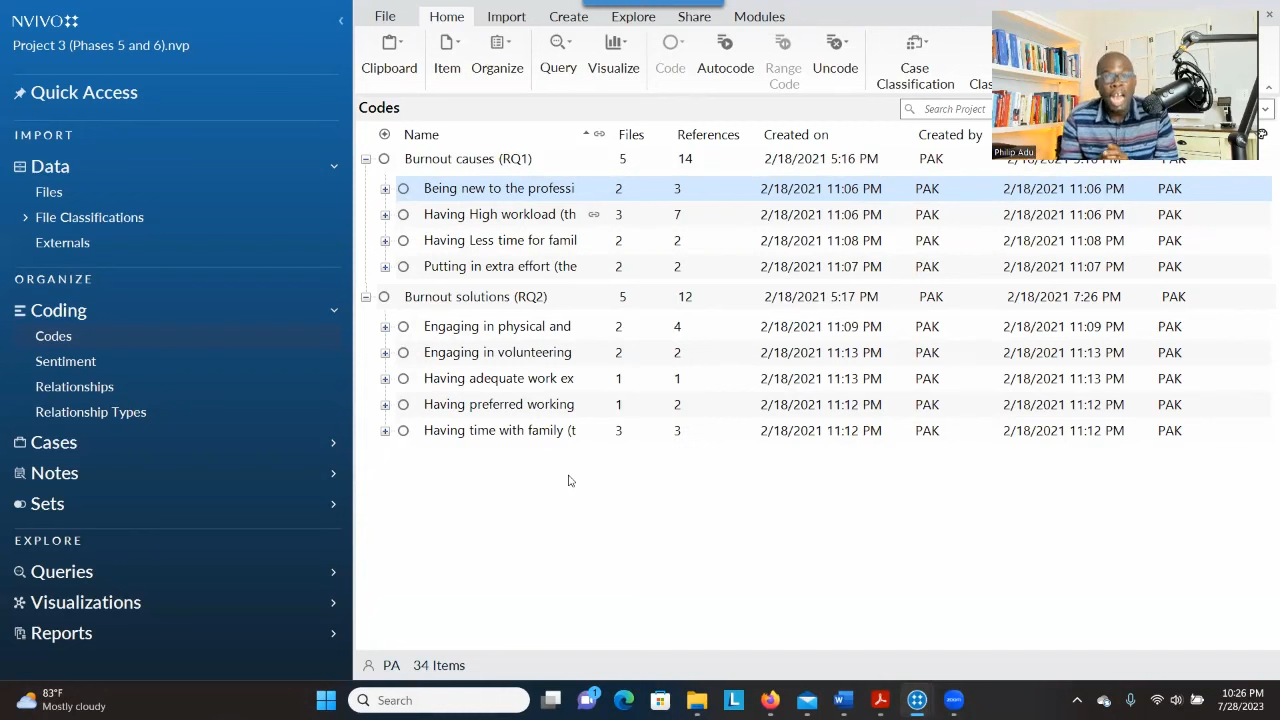 NVIVO
Project 3 (Phases 5 and 6).nvp
Quick Access
IMPORT
Data
Files
File Classifications
Externals
ORGANIZE
Coding
Codes
Sentiment
Relationships
Relationship Types
Cases
Notes
Sets
EXPLORE
Queries
Visualizations
Reports
File Home Import Create Explore Share Modules
Clipboard Item Organize Query Visualize Code Autocode Range Code Uncode Case Classification
Codes
Search Project
Name Files References Created on Created by
Burnout causes (RQ1) 5 14 2/18/2021 5:16 PM PAK
Being new to the professi 2 3 2/18/2021 11:06 PM PAK 2/18/2021 11:06 PM PAK
Having High workload (th 3 7 2/18/2021 11:06 PM PAK 2/18/2021 11:06 PM PAK
Having Less time for famil 2 2 2/18/2021 11:08 PM PAK 2/18/2021 11:08 PM PAK
Putting in extra effort (the 2 2 2/18/2021 11:07 PM PAK 2/18/2021 11:07 PM PAK
Burnout solutions (RQ2) 5 12 2/18/2021 5:17 PM PAK 2/18/2021 7:26 PM PAK
Engaging in physical and 2 4 2/18/2021 11:09 PM PAK 2/18/2021 11:09 PM PAK
Engaging in volunteering 2 2 2/18/2021 11:13 PM PAK 2/18/2021 11:13 PM PAK
Having adequate work ex 1 1 2/18/2021 11:13 PM PAK 2/18/2021 11:13 PM PAK
Having preferred working 1 2 2/18/2021 11:12 PM PAK 2/18/2021 11:12 PM PAK
Having time with family (t 3 3 2/18/2021 11:12 PM PAK 2/18/2021 11:12 PM PAK
Philip Adu
PA 34 Items
83°F
Mostly cloudy
Search
1
10:26 PM
7/28/2023